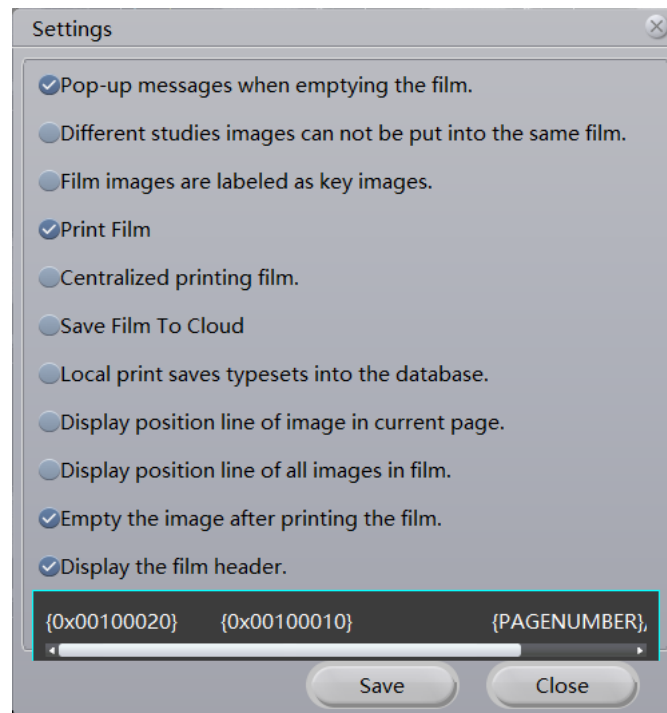 Settings
Pop-up messages when emptying the film.
Different studies images can not be put into the same film.
Film images are labeled as key images.
Print Film
Centralized printing film.
Save Film To Cloud
Local print saves typesets into the database.
Display position line of image in current page.
Display position line of all images in film.
Empty the image after printing the film.
Display the film header.
{0x00100020} {0x00100010} {PAGENUMBER},
Save Close